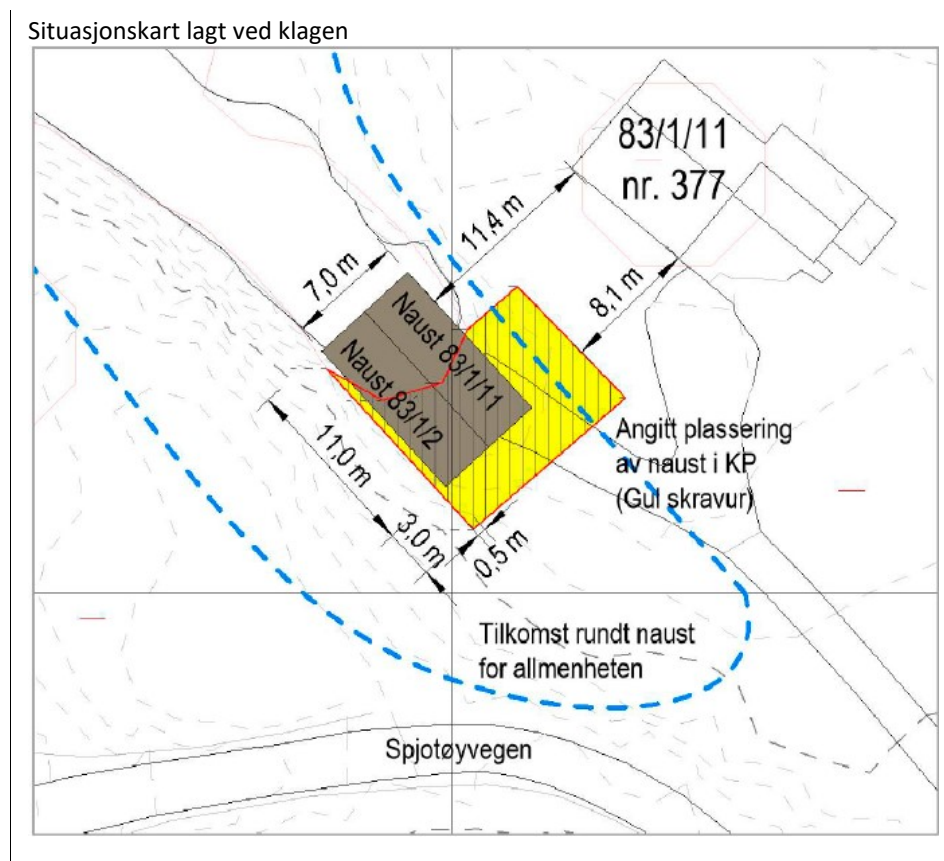 Situasjonskart lagt ved klagen
83/1/11
nr. 377
11,4 m
7,0 m
8,1 m
Naust 83/1/11
Naust 83/1/2
11,0 m
3,0 m
0,5 m
Angitt plassering
av naust i KP
(Gul skravur)
Tilkomst rundt naust
for allmenheten
Spjotøyvegen